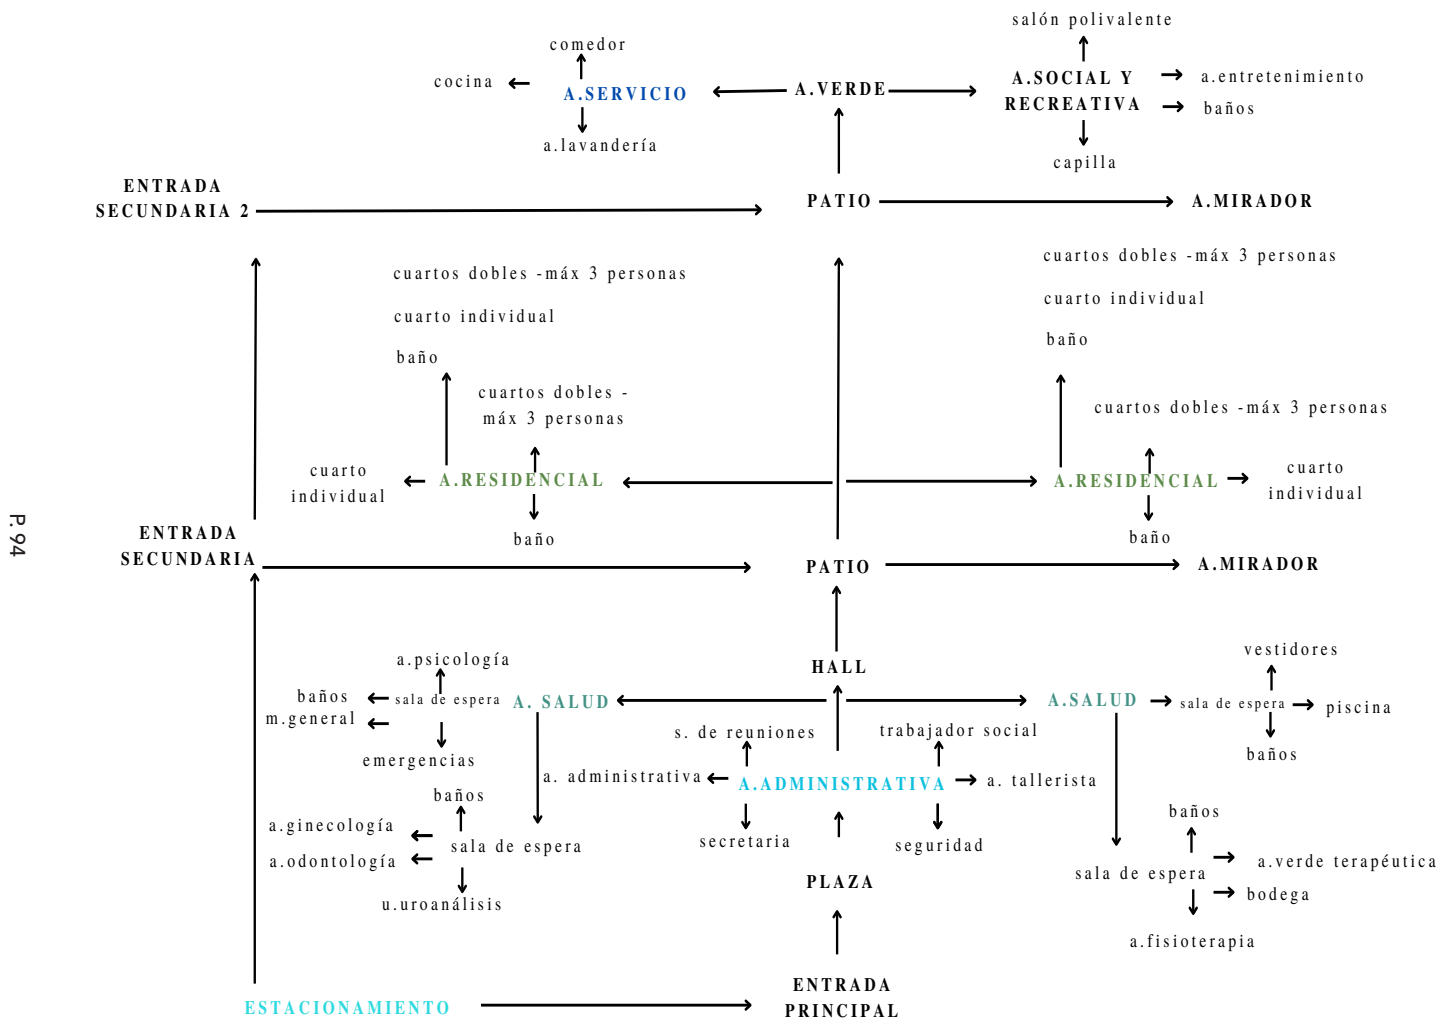 salón polivalente
comedor
cocina
A.SERVICIO
A.VERDE
A.SOCIAL Y
RECREATIVA
a.entretenimiento
baños
a.lavandería
capilla
ENTRADA
SECUNDARIA 2
PATIO
A.MIRADOR
cuartos dobles -máx 3 personas
cuarto individual
baño
cuartos dobles -máx 3 personas
cuarto individual
baño
cuartos dobles -
máx 3 personas
cuartos dobles -máx 3 personas
cuarto
individual
A.RESIDENCIAL
A.RESIDENCIAL
cuarto
individual
baño
baño
P. 94
ENTRADA
SECUNDARIA
PATIO
A.MIRADOR
HALL
a.psicología
baños
m.general
sala de espera
A. SALUD
emergencias
vestidores
A.SALUD
sala de espera
piscina
baños
s. de reuniones
trabajador social
a. administrativa
A.ADMINISTRATIVA
a. tallerista
secretaria
seguridad
baños
a.ginecología
a.odontología
sala de espera
u.uroanálisis
PLAZA
baños
sala de espera
a.verde terapéutica
bodega
a.fisioterapia
ESTACIONAMIENTO
ENTRADA
PRINCIPAL